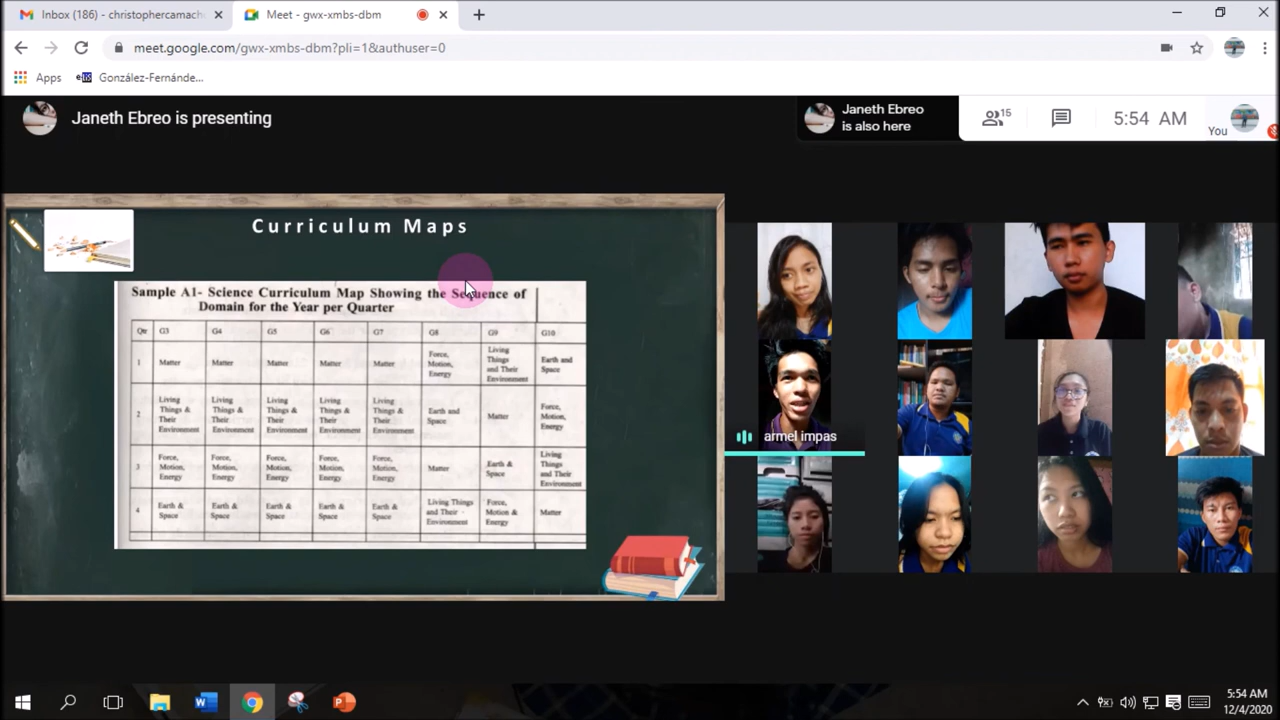 Inbox (186) - christophercamach
Meet - gwx-xmbs-dbm
meet.google.com/gwx-xmbs-dbm?pli=1&authuser=0
Apps
González-Fernánde...
Janeth Ebreo is presenting
Janeth Ebreo
is also here
15
5:54 AM
You
Curriculum Maps
Sample A1- Science Curriculum Map Showing the Sequence of
Domain for the Year per Quarter
Qtr G3 G4 G5 G6 G7 G8 G9 G10
1 Matter Matter Matter Matter Matter Force, Motion, Energy Living Things and Their Environment Earth and Space
2 Living Things & Their Environment Living Things & Their Environment Living Things & Their Environment Living Things & Their Environment Living Things & Their Environment Earth and Space Matter Force, Motion, Energy
3 Force, Motion, Energy Force, Motion, Energy Force, Motion, Energy Force, Motion, Energy Force, Motion, Energy Matter Earth & Space Living Things and Their Environment
4 Earth & Space Earth & Space Earth & Space Earth & Space Earth & Space Living Things and Their Environment Force, Motion & Energy Matter
armel impas
5:54 AM
12/4/2020